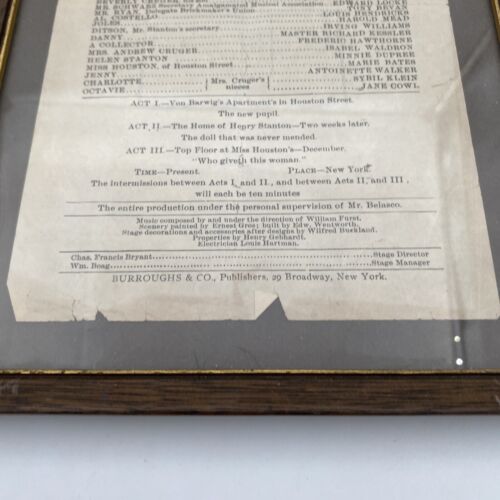 MR. SCHWARS Secretary Amalgamated Musical Association. EDWARD LOCKE
MR. RYAN, Delegate Brickmaker's Union. TONY BEVAN
AL. COSTELLO LOUIS HENDRICKS
JULES HAROLD MEAD
DITSON, Mr. Stanton's secretary. IRVING WILLIAMS
DANNY MASTER RICHARD KESSLER
A COLLECTOR FREDERIC HAWTHORNE
MRS. ANDREW CRUGER ISABEL WALDRON
HELEN STANTON MINNIE DUPREE
MISS HOUSTON, of Houston Street. MARIE BATES
JENNY ANTOINETTE WALKER
CHARLOTTE } Mrs. Cruger's { SYBIL KLEIN
OCTAVIE } nieces { JANE COWL
ACT I.—Von Barwig's Apartment's in Houston Street.
The new pupil.
ACT II.—The Home of Henry Stanton—Two weeks later.
The doll that was never mended.
ACT III.—Top Floor at Miss Houston's—December.
"Who giveth this woman."
TIME—Present. PLACE—New York.
The intermissions between Acts I and II, and between Acts II and III,
will each be ten minutes
The entire production under the personal supervision of Mr. Belasco.
Music composed by and under the direction of William Furst.
Scenery painted by Ernest Gros; built by Edw. Wentworth.
Stage decorations and accessories after designs by Wilfred Buckland.
Properties by Henry Gebhardt.
Electrician Louis Hartman.
Chas. Francis Bryant Stage Director
Wm. Boag Stage Manager
BURROUGHS & CO., Publishers, 29 Broadway, New York.